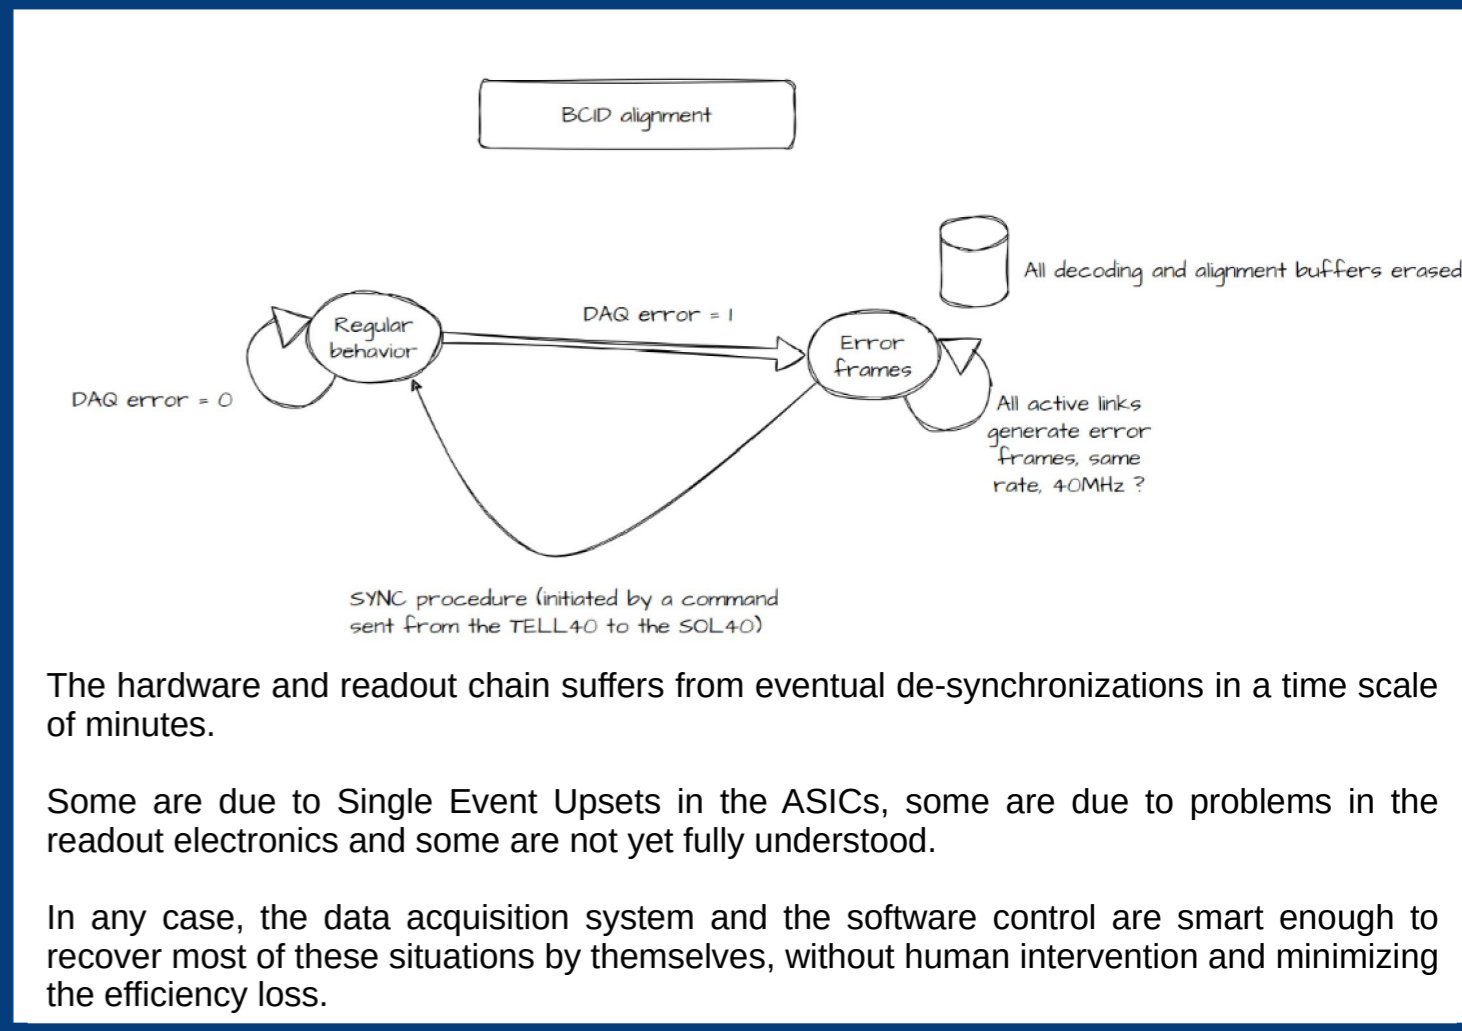 BCID alignment
All decoding and alignment buffers erased
DAQ error = 1
Regular
behavior
Error
frames
DAQ error = 0
All active links
generate error
frames, same
rate, 40MHz ?
SYNC procedure (initiated by a command
sent from the TELL40 to the SOL40)
The hardware and readout chain suffers from eventual de-synchronizations in a time scale
of minutes.
Some are due to Single Event Upsets in the ASICs, some are due to problems in the
readout electronics and some are not yet fully understood.
In any case, the data acquisition system and the software control are smart enough to
recover most of these situations by themselves, without human intervention and minimizing
the efficiency loss.